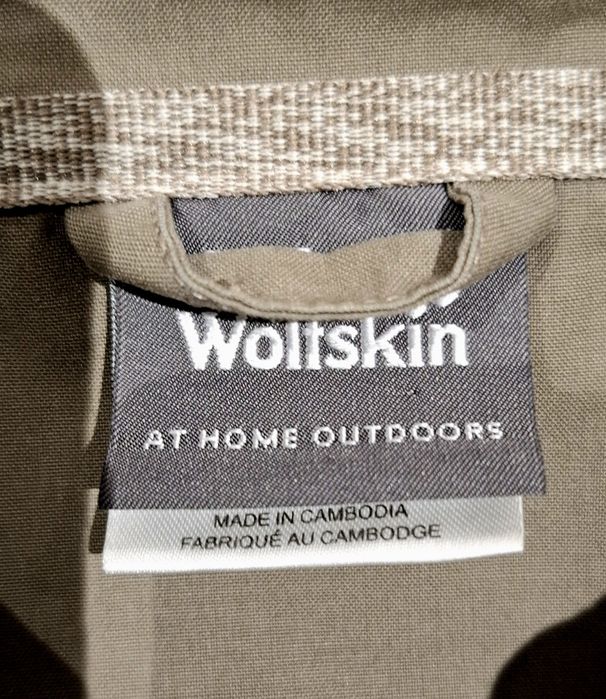 Wolfskin
AT HOME OUTDOORS
MADE IN CAMBODIA
FABRIQUÉ AU CAMBODGE